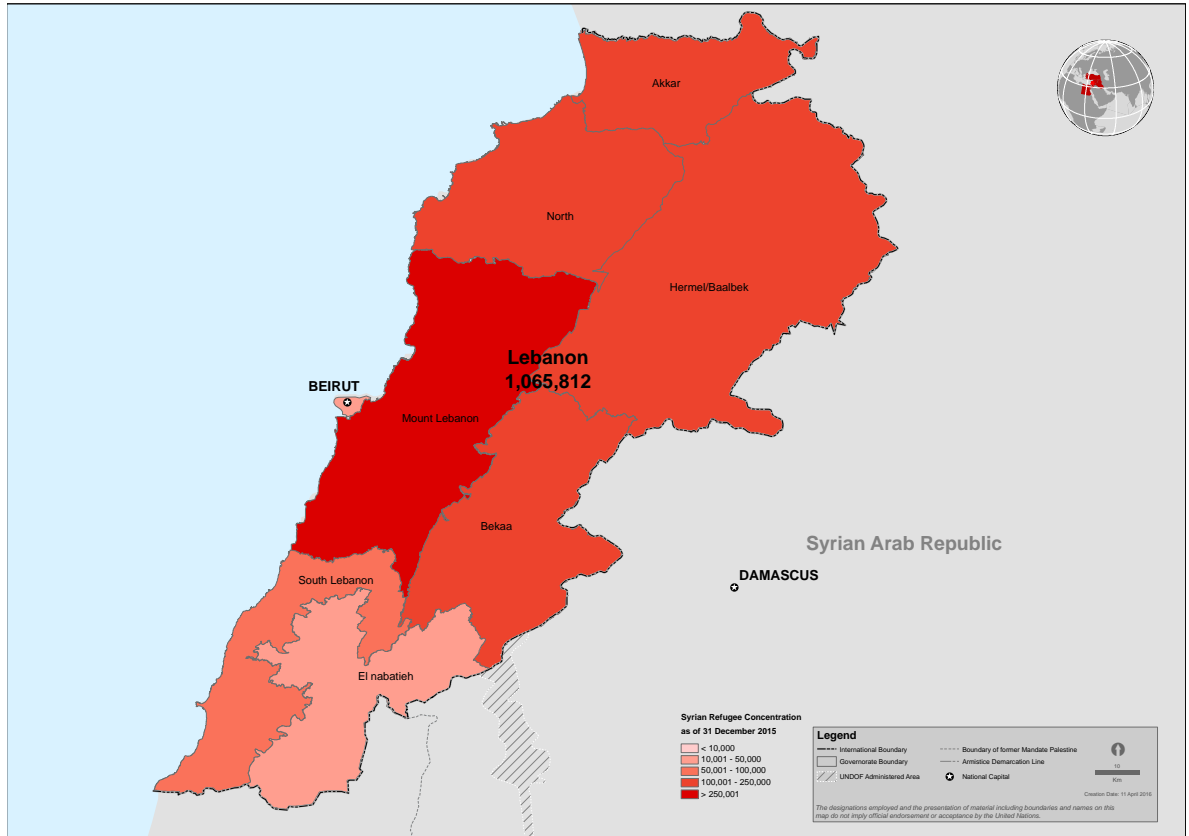 Akkar
North
Hermel/Baalbek
Lebanon
1,065,812
BEIRUT
Mount Lebanon
Bekaa
Syrian Arab Republic
DAMASCUS
South Lebanon
El nabatieh
Syrian Refugee Concentration
as of 31 December 2015
< 10,000
10,001 - 50,000
50,001 - 100,000
100,001 - 250,000
> 250,001
Legend
International Boundary
Governorate Boundary
UNDOF Administered Area
Boundary of former Mandate Palestine
Armistice Demarcation Line
National Capital
10
Km
Creation Date: 11 April 2016
The designations employed and the presentation of material including boundaries and names on this
map do not imply official endorsement or acceptance by the United Nations.